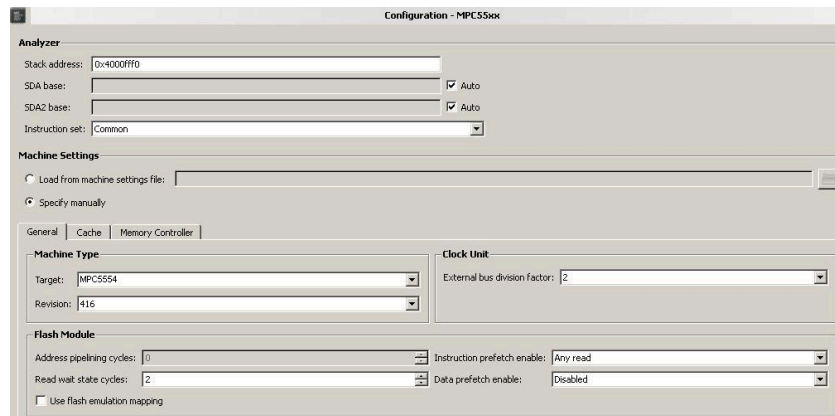 Configuration - MPC55xx
Analyzer
Stack address: 0x4000fff0
SDA base: Auto
SDA2 base: Auto
Instruction set: Common
Machine Settings
Load from machine settings file:
Specify manually
General Cache Memory Controller
Machine Type
Target: MPC5554
Revision: 416
Clock Unit
External bus division factor: 2
Flash Module
Address pipelining cycles: 0
Instruction prefetch enable: Any read
Read wait state cycles: 2
Data prefetch enable: Disabled
Use flash emulation mapping